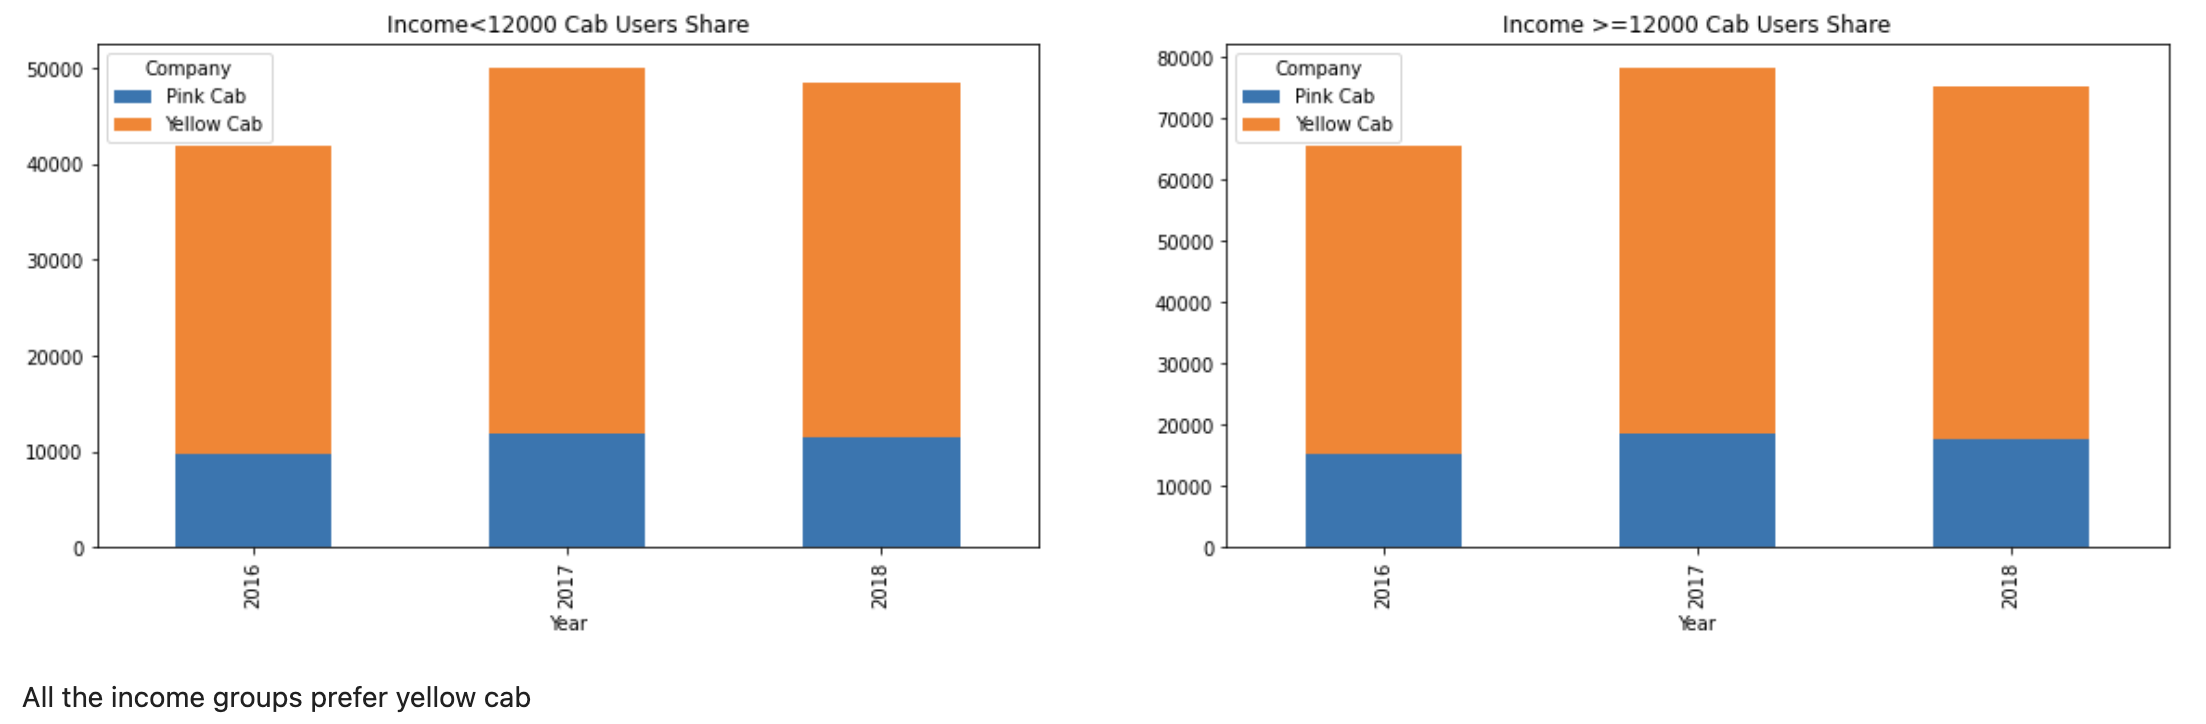 Income<12000 Cab Users Share
Company
Pink Cab
Yellow Cab
50000
40000
30000
20000
10000
0
2016
2017
2018
Year
Income >=12000 Cab Users Share
Company
Pink Cab
Yellow Cab
80000
70000
60000
50000
40000
30000
20000
10000
0
2016
2017
2018
Year
All the income groups prefer yellow cab